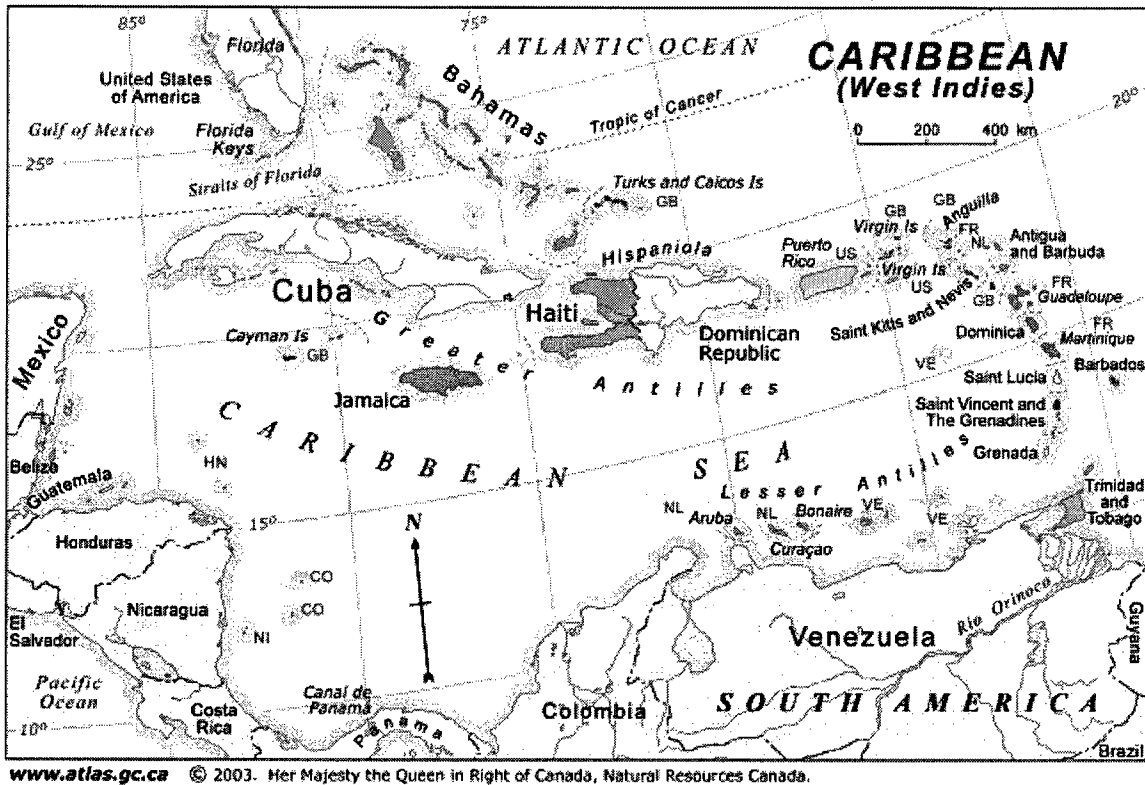 85°
75°
ATLANTIC OCEAN
CARIBBEAN
(West Indies)
Florida
United States
of America
Bahamas
Tropic of Cancer
20°
0 200 400 km
Gulf of Mexico
Florida
Keys
25°
Straits of Florida
Turks and Caicos Is
GB
GB
Virgin Is
GB
Anguilla
FR
NL
Antigua
and Barbuda
Hispaniola
Puerto
Rico
US
Virgin Is
US
Saint Kitts and Nevis
GB
FR
Guadeloupe
Cuba
Haiti
Dominican
Republic
Dominica
FR
Martinique
Mexico
Cayman Is
GB
Greater
Antilles
VE
Barbados
Saint Lucia
Jamaica
Saint Vincent and
The Grenadines
CARIBBEAN SEA
Grenada
Belize
Guatemala
HN
Lesser Antilles
Trinidad
and
Tobago
15°
N
NL
Aruba
NL
Bonaire
VE
VE
Curaçao
Honduras
CO
Nicaragua
CO
El
Salvador
NI
Venezuela
Rio Orinoco
Guyana
Pacific
Ocean
Costa
Rica
Canal de
Panamá
Panama
Colombia
SOUTH AMERICA
10°
Brazil
www.atlas.gc.ca © 2003. Her Majesty the Queen in Right of Canada, Natural Resources Canada.